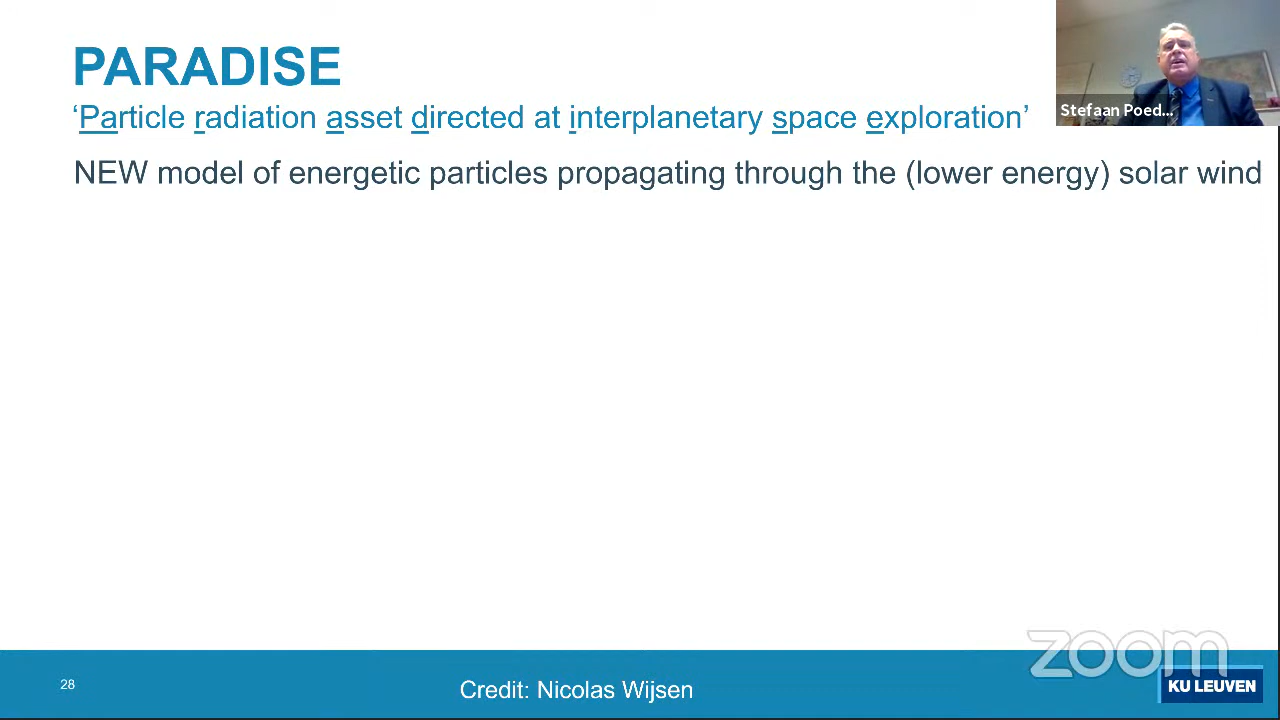 PARADISE
‘Particle radiation asset directed at interplanetary space exploration’
Stefaan Poed...
NEW model of energetic particles propagating through the (lower energy) solar wind
zoom
28
Credit: Nicolas Wijsen
KU LEUVEN